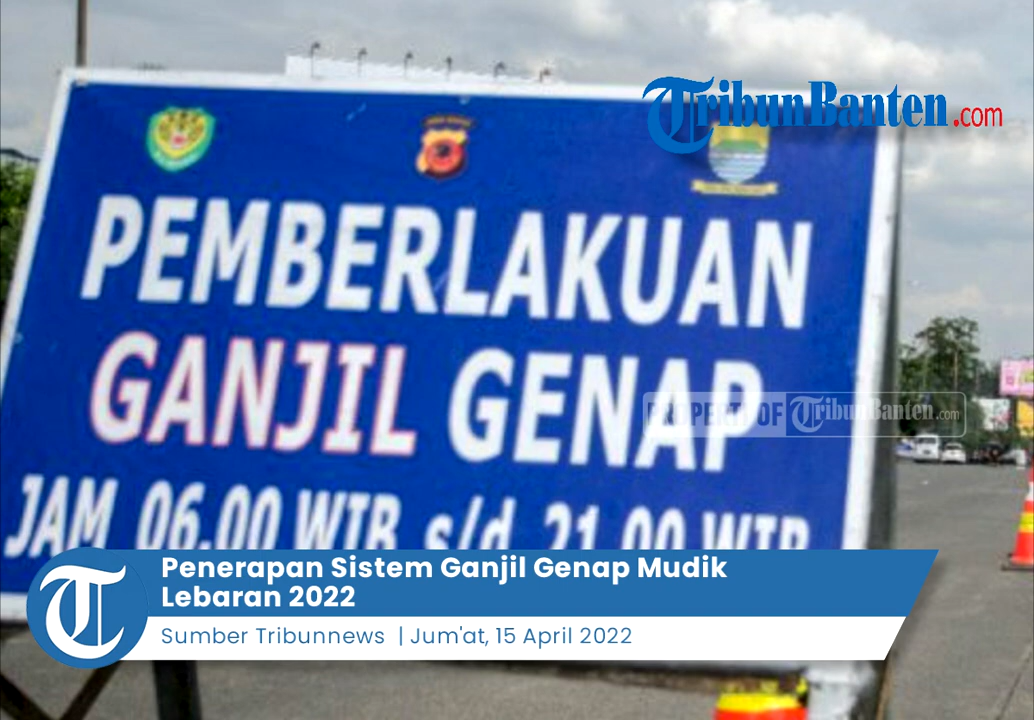 TribunBanten.com
PEMBERLAKUAN
GANJIL GENAP
PROPERTY OF TribunBanten.com
JAM 06.00 WIB s/d 21.00 WIB
Penerapan Sistem Ganjil Genap Mudik
Lebaran 2022
Sumber Tribunnews | Jum'at, 15 April 2022